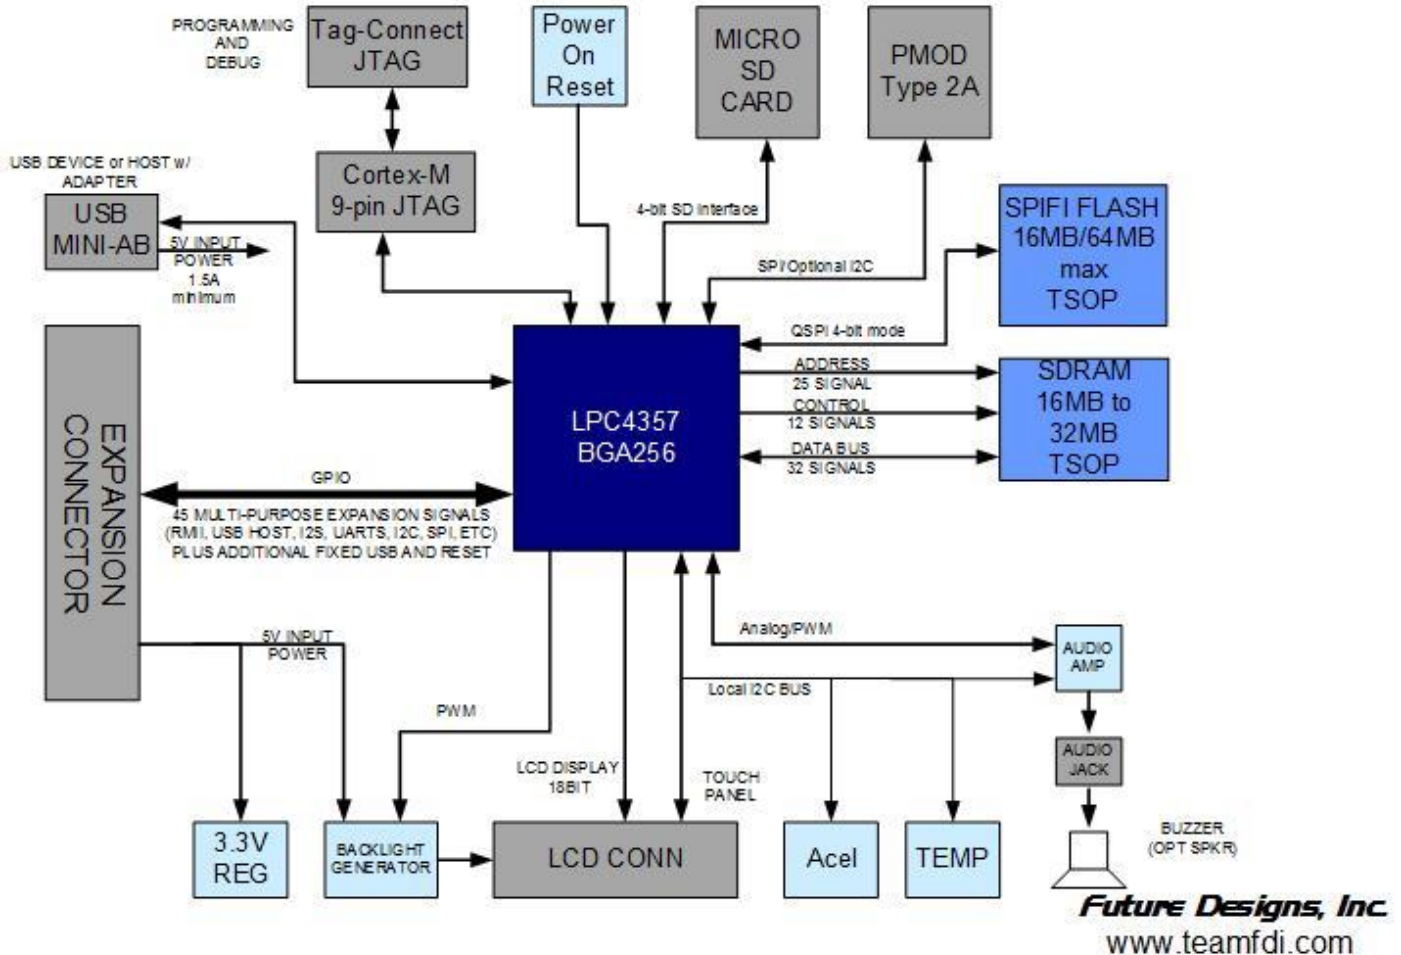 PROGRAMMING
AND
DEBUG
Tag-Connect
JTAG
Power
On
Reset
MICRO
SD
CARD
PMOD
Type 2A
USB DEVICE or HOST w/
ADAPTER
USB
MINI-AB
Cortex-M
9-pin JTAG
5V INPUT
POWER
1.5A
minimum
4-bit SD Interface
SPI/Optional I2C
SPIFI FLASH
16MB/64MB
max
TSOP
QSPI 4-bit mode
ADDRESS
25 SIGNAL
CONTROL
12 SIGNALS
DATA BUS
32 SIGNALS
SDRAM
16MB to
32MB
TSOP
LPC4357
BGA256
EXPANSION
CONNECTOR
GPIO
45 MULTI-PURPOSE EXPANSION SIGNALS
(RMII, USB HOST, I2S, UARTS, I2C, SPI, ETC)
PLUS ADDITIONAL FIXED USB AND RESET
5V INPUT
POWER
PWM
LCD DISPLAY
18BIT
TOUCH
PANEL
Analog/PWM
Local I2C BUS
AUDIO
AMP
AUDIO
JACK
BUZZER
(OPT SPKR)
3.3V
REG
BACKLIGHT
GENERATOR
LCD CONN
Acel
TEMP
Future Designs, Inc.
www.teamfdi.com